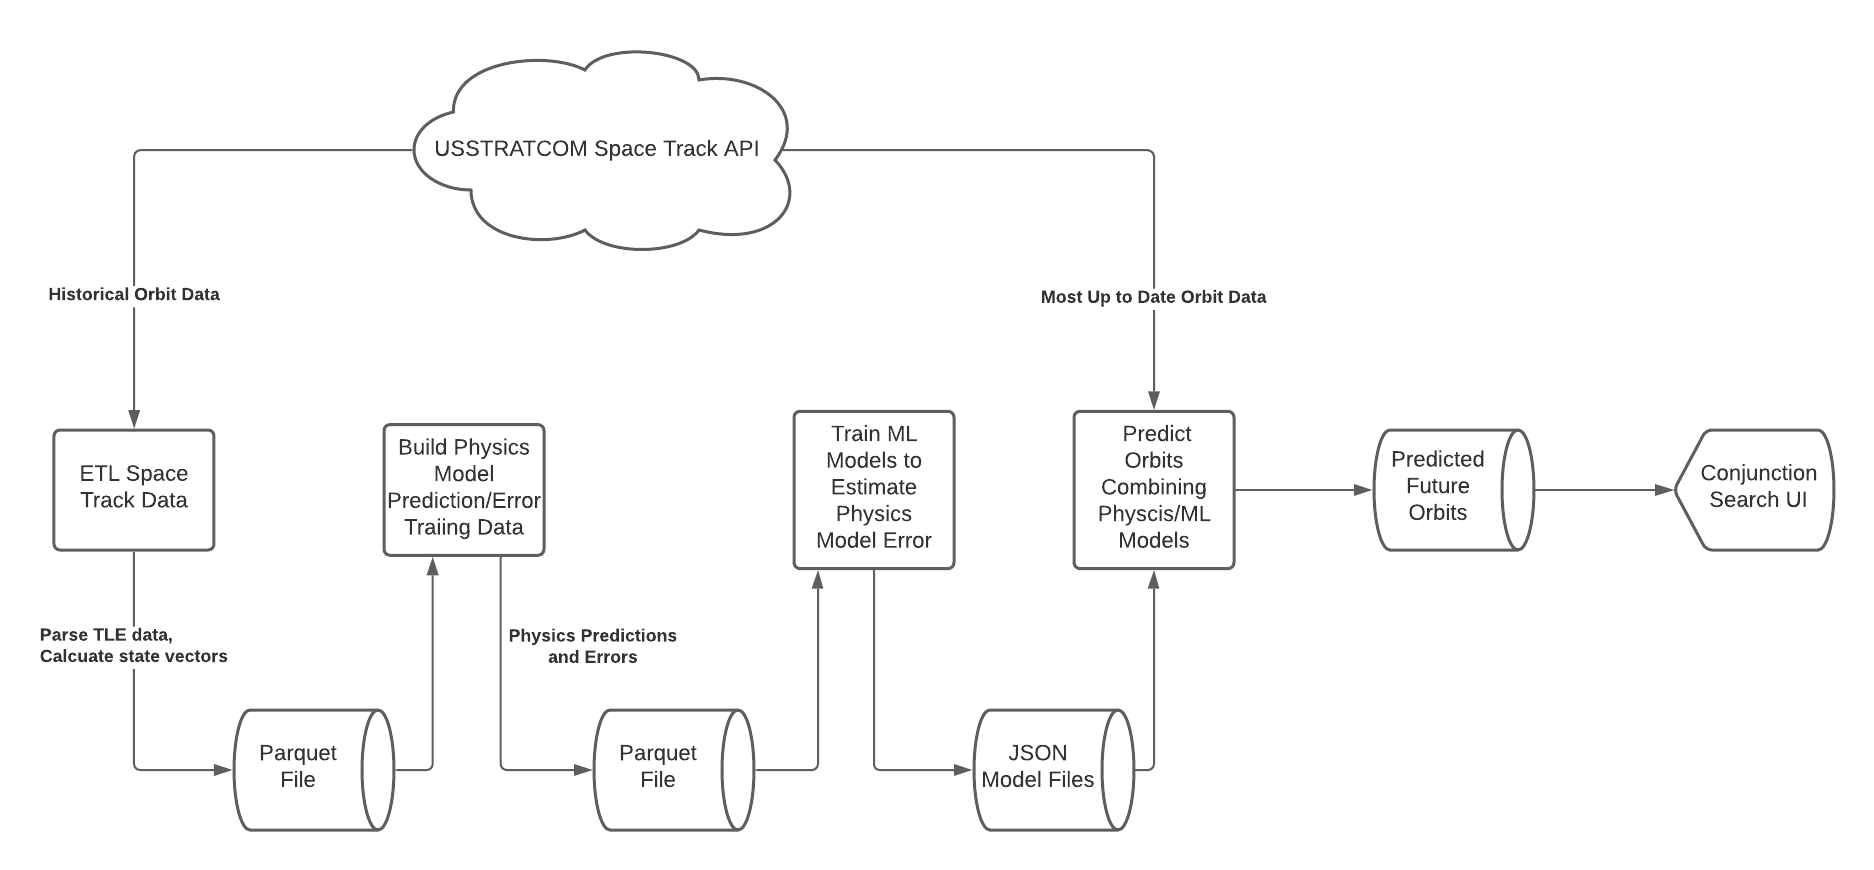 USSTRATCOM Space Track API
Historical Orbit Data
Most Up to Date Orbit Data
ETL Space
Track Data
Build Physics
Model
Prediction/Error
Traiing Data
Train ML
Models to
Estimate
Physics
Model Error
Predict
Orbits
Combining
Physcis/ML
Models
Predicted
Future
Orbits
Conjunction
Search UI
Parse TLE data,
Calcuate state vectors
Physics Predictions
and Errors
Parquet
File
Parquet
File
JSON
Model Files